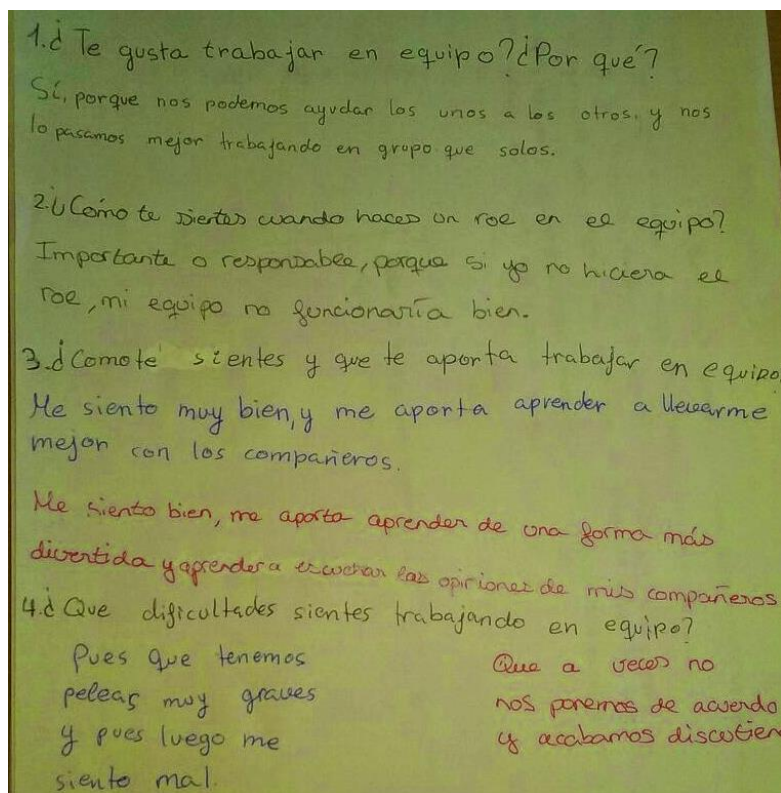 1.¿Te gusta trabajar en equipo?¿Por qué?
Sí, porque nos podemos ayudar los unos a los otros, y nos
lo pasamos mejor trabajando en grupo que solos.
2.¿Cómo te sientes cuando haces un rol en el equipo?
Importante o responsable, porque si yo no hiciera el
rol, mi equipo no funcionaría bien.
3.¿Como te sientes y que te aporta trabajar en equipo
Me siento muy bien, y me aporta aprender a llevarme
mejor con los compañeros.
Me siento bien, me aporta aprender de una forma más
divertida y aprender a escuchar las opiniones de mis compañeros
4.¿Que dificultades sientes trabajando en equipo?
Pues que tenemos
peleas muy graves
y pues luego me
siento mal.
Que a veces no
nos ponemos de acuerdo
y acabamos discutien